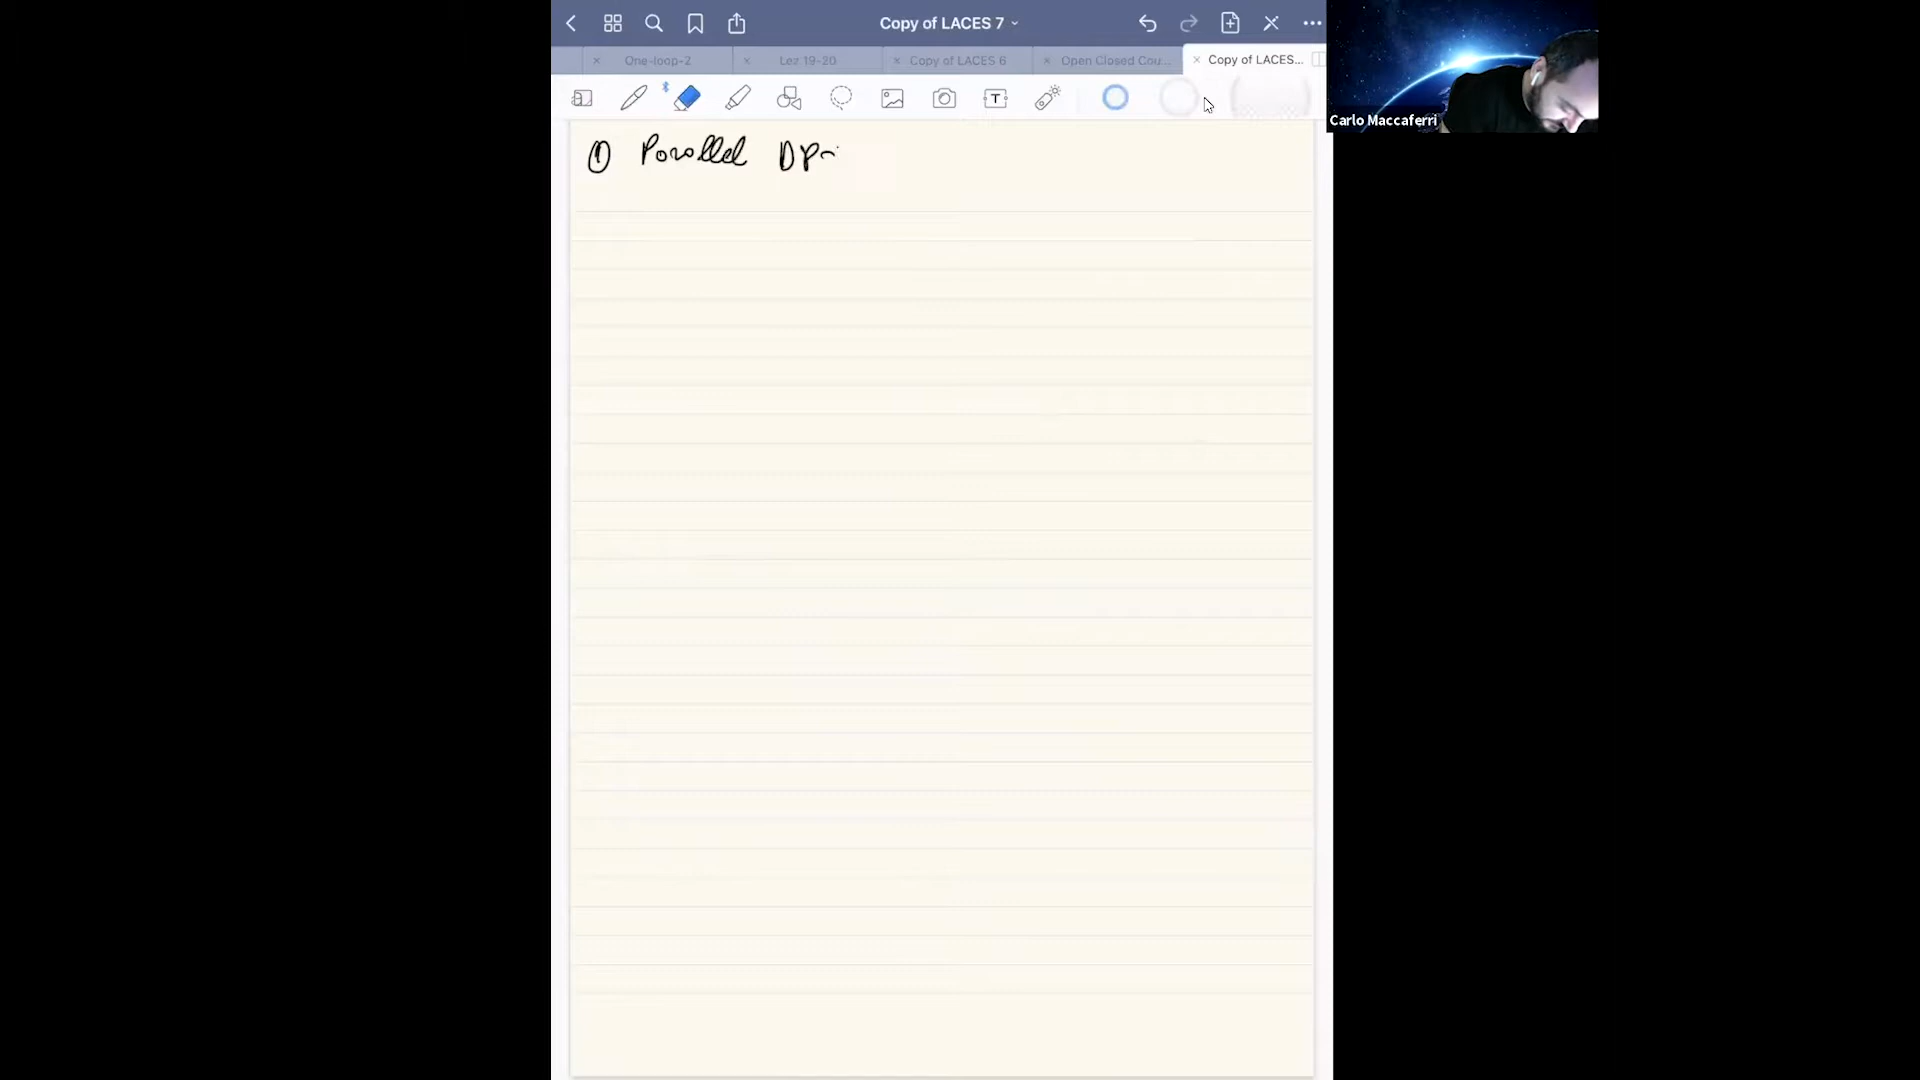 Copy of LACES 7
One-loop-2
Lez 19-20
Copy of LACES 6
Open Closed Cou...
Copy of LACES...
T
Carlo Maccaferri
① Parallel Dp